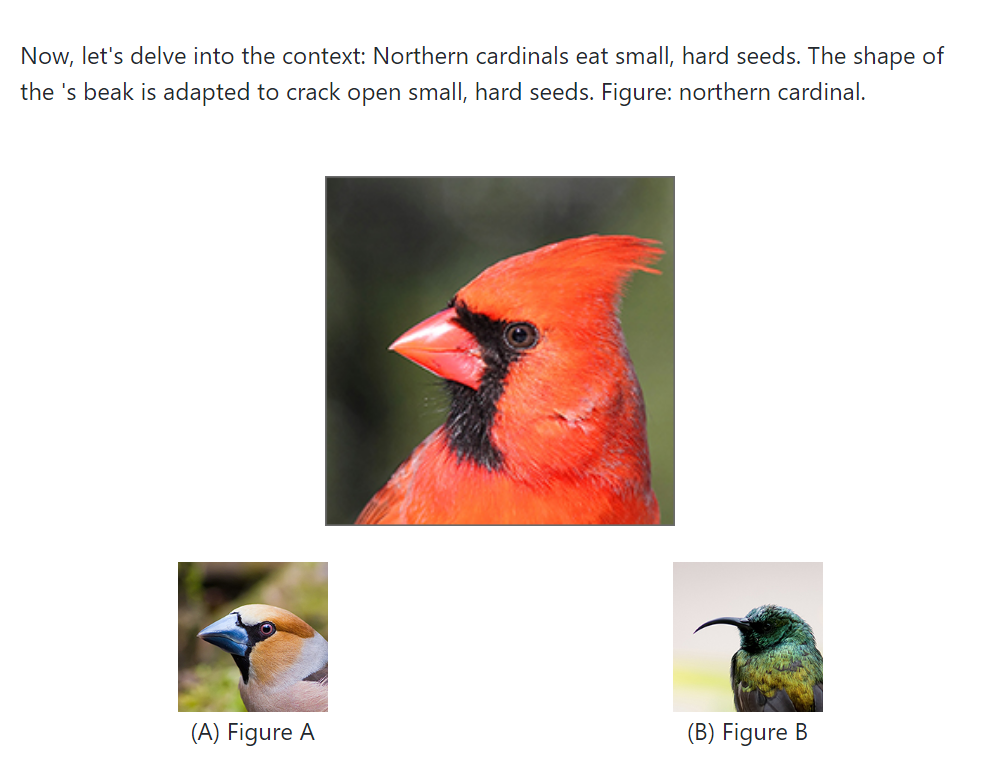 Now, let's delve into the context: Northern cardinals eat small, hard seeds. The shape of
the 's beak is adapted to crack open small, hard seeds. Figure: northern cardinal.
(A) Figure A
(B) Figure B